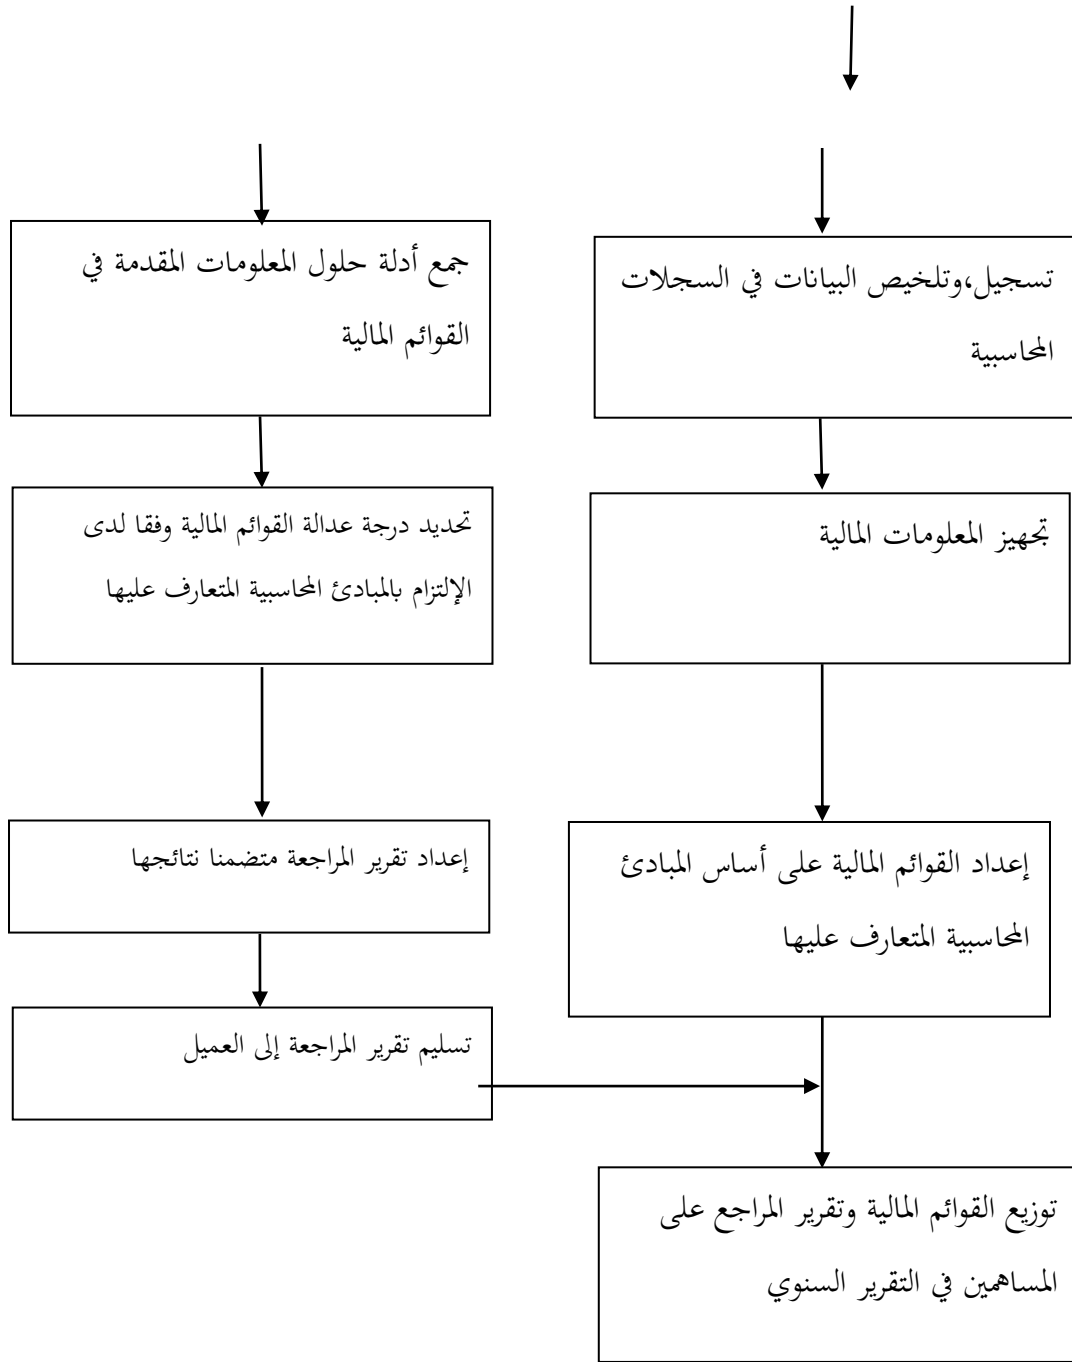 تسجيل،وتلخيص البيانات في السجلات
المحاسبية
تجهيز المعلومات المالية
إعداد القوائم المالية على أساس المبادئ
المحاسبية المتعارف عليها
توزيع القوائم المالية وتقرير المراجع على
المساهمين في التقرير السنوي
جمع أدلة حلول المعلومات المقدمة في
القوائم المالية
تحديد درجة عدالة القوائم المالية وفقا لدى
الإلتزام بالمبادئ المحاسبية المتعارف عليها
إعداد تقرير المراجعة متضمنا نتائجها
تسليم تقرير المراجعة إلى العميل